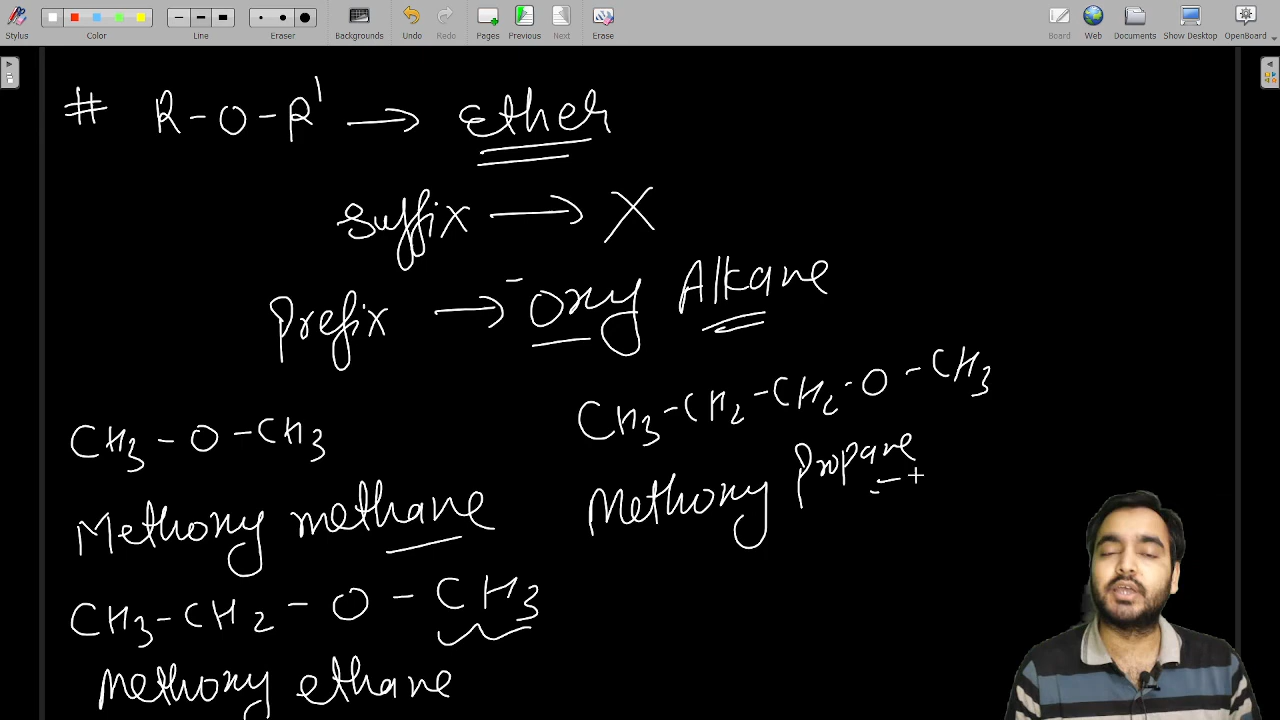 Stylus Color Line Eraser Backgrounds Undo Redo Pages Previous Next Erase Board Web Documents Show Desktop OpenBoard
# R-O-R' → Ether
Suffix → X
Prefix → -Oxy Alkane
CH3-O-CH3
Methoxy methane
CH3-CH2-O-CH3
Methoxy ethane
CH3-CH2-CH2-O-CH3
Methoxy propane